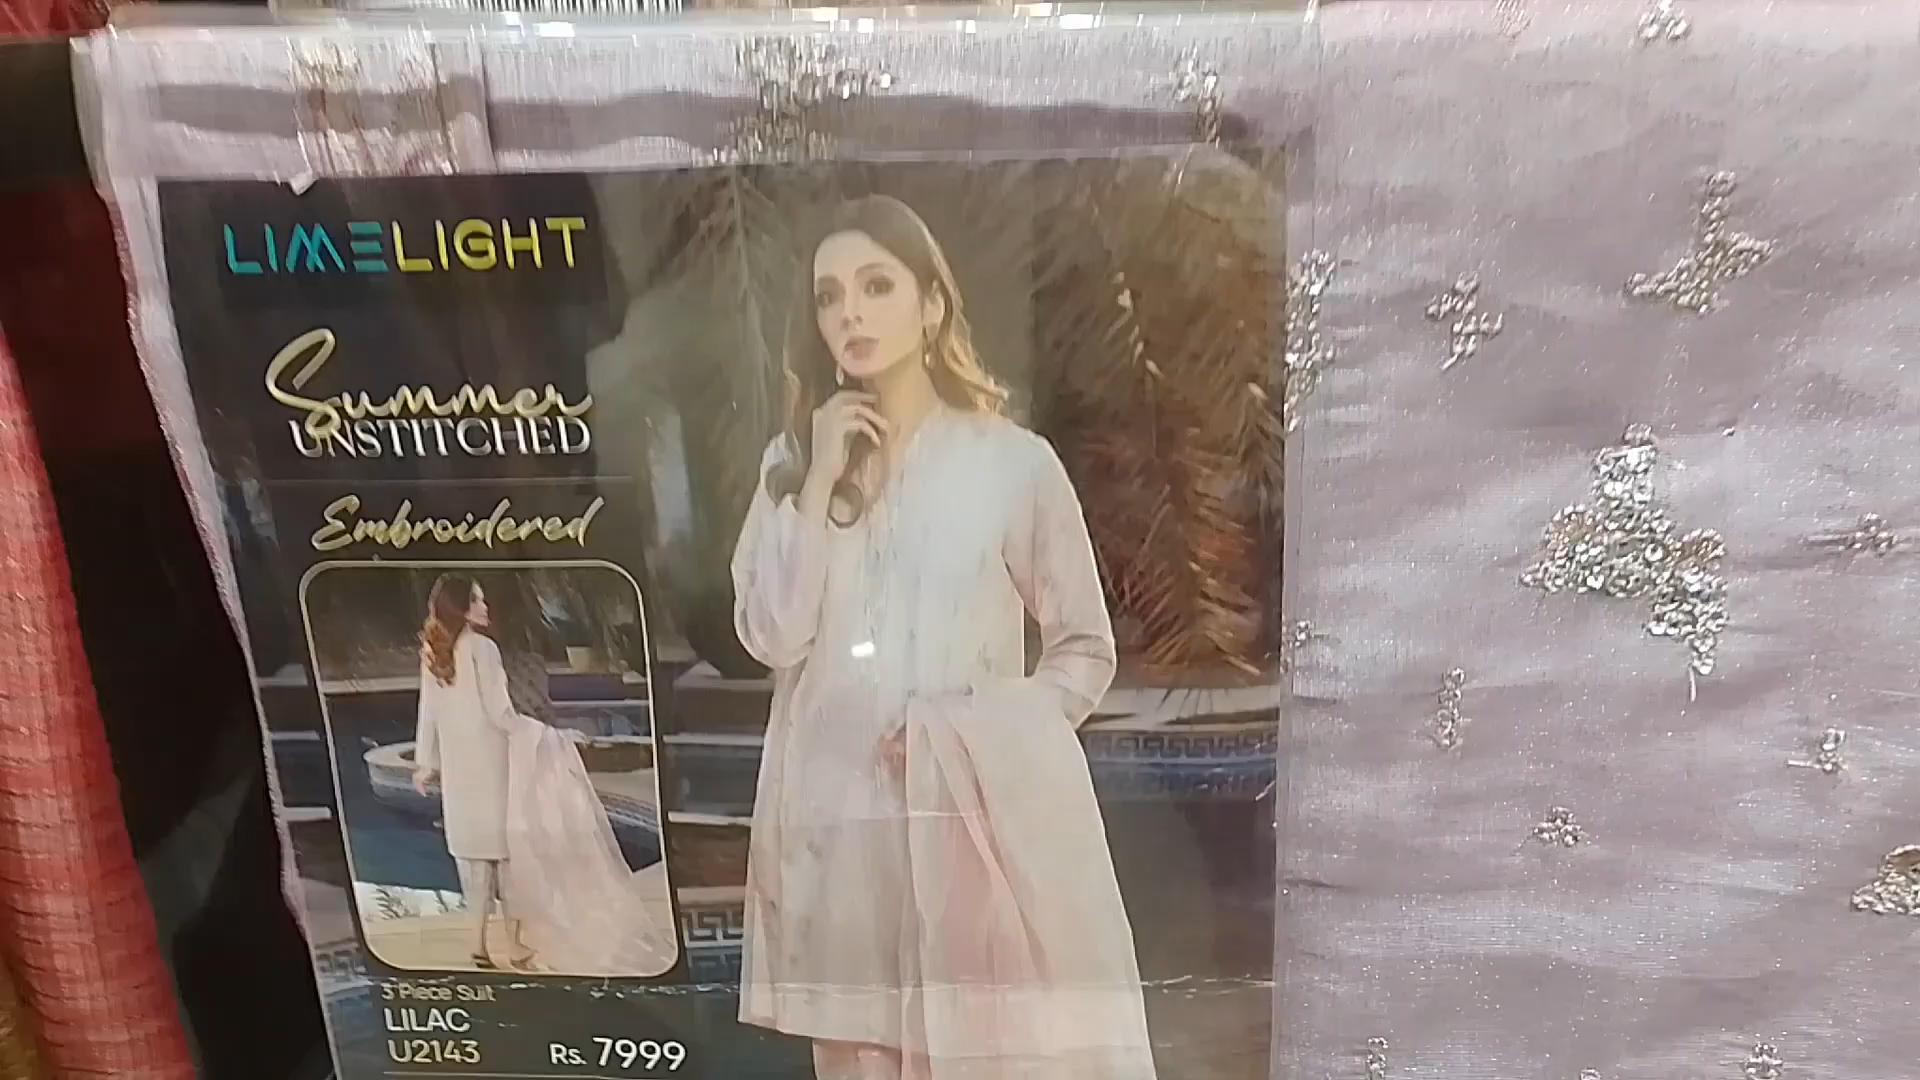 LIMELIGHT
Summer
UNSTITCHED
Embroidered
3 Piece Suit
LILAC
U2143
Rs. 7999